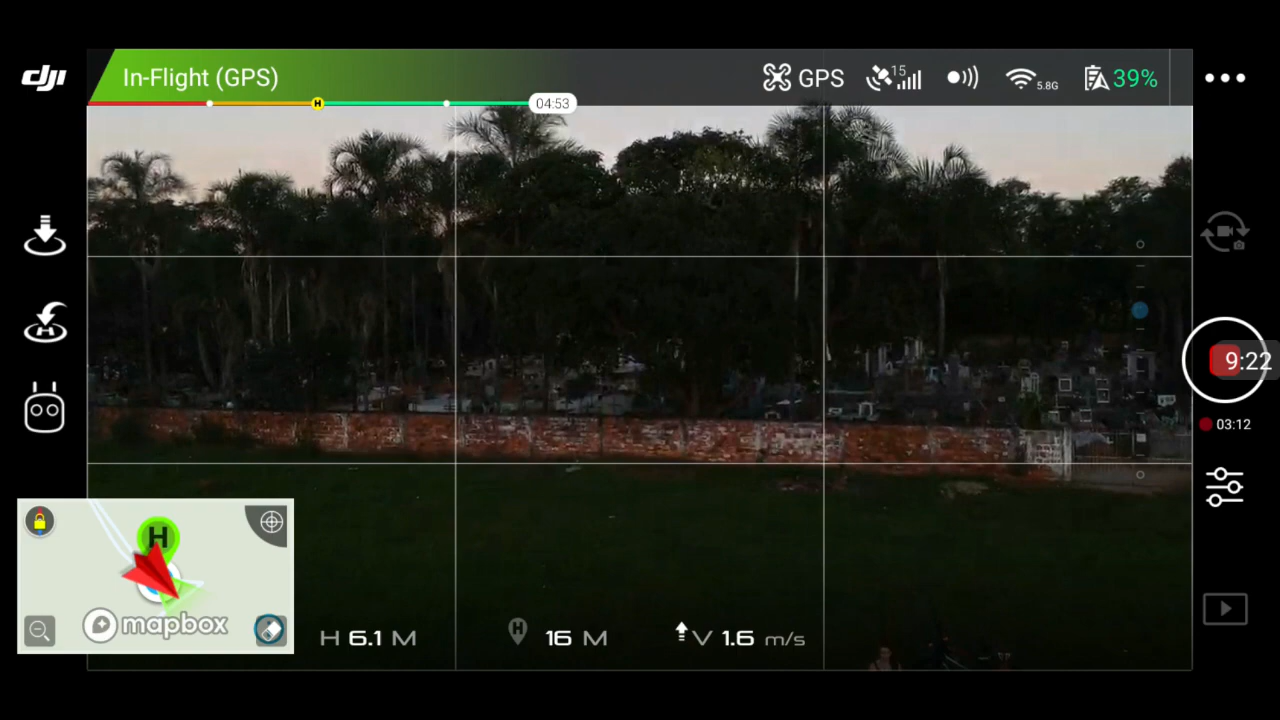 dji
In-Flight (GPS)
GPS
15
5.8G
39%
H
04:53
H
9:22
03:12
H
mapbox
H 6.1 M
H
16 M
V 1.6 m/s